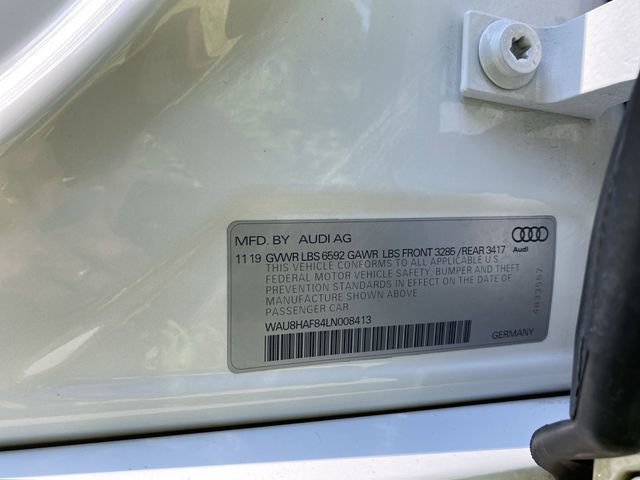 MFD. BY AUDI AG
11 19 GVWR LBS 6592 GAWR LBS FRONT 3285 / REAR 3417
THIS VEHICLE CONFORMS TO ALL APPLICABLE U.S.
FEDERAL MOTOR VEHICLE SAFETY, BUMPER AND THEFT
PREVENTION STANDARDS IN EFFECT ON THE DATE OF
MANUFACTURE SHOWN ABOVE
PASSENGER CAR
WAU8HAF84LN008413
GERMANY
Audi
4833557